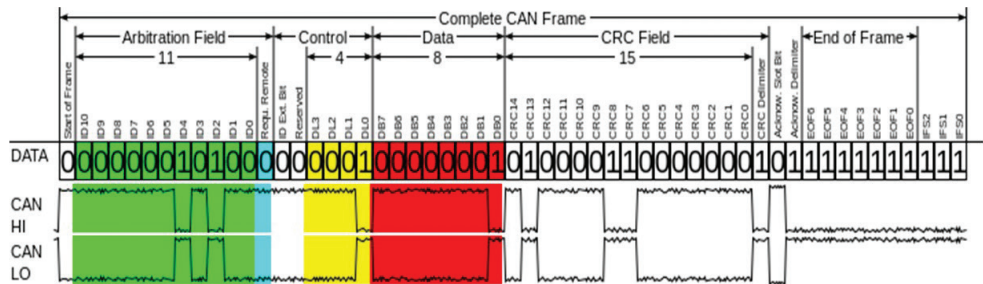 Complete CAN Frame
Arbitration Field
Control
Data
CRC Field
End of Frame
11
4
8
15
Start of Frame
ID10
ID9
ID8
ID7
ID6
ID5
ID4
ID3
ID2
ID1
ID0
Requ. Remote
ID Ext. Bit
Reserved
DL3
DL2
DL1
DL0
DB7
DB6
DB5
DB4
DB3
DB2
DB1
DB0
CRC14
CRC13
CRC12
CRC11
CRC10
CRC9
CRC8
CRC7
CRC6
CRC5
CRC4
CRC3
CRC2
CRC1
CRC0
CRC Delimiter
Acknow. Slot Bit
Acknow. Delimiter
EOF6
EOF5
EOF4
EOF3
EOF2
EOF1
EOF0
IFS2
IFS1
IFS0
DATA 0 0 0 0 0 0 0 1 0 1 0 0 0 0 0 0 0 0 1 0 0 0 0 0 0 0 1 0 1 0 0 0 0 1 1 0 0 0 0 0 0 0 1 0 1 1 1 1 1 1 1 1 1 1 1
CAN
HI
CAN
LO